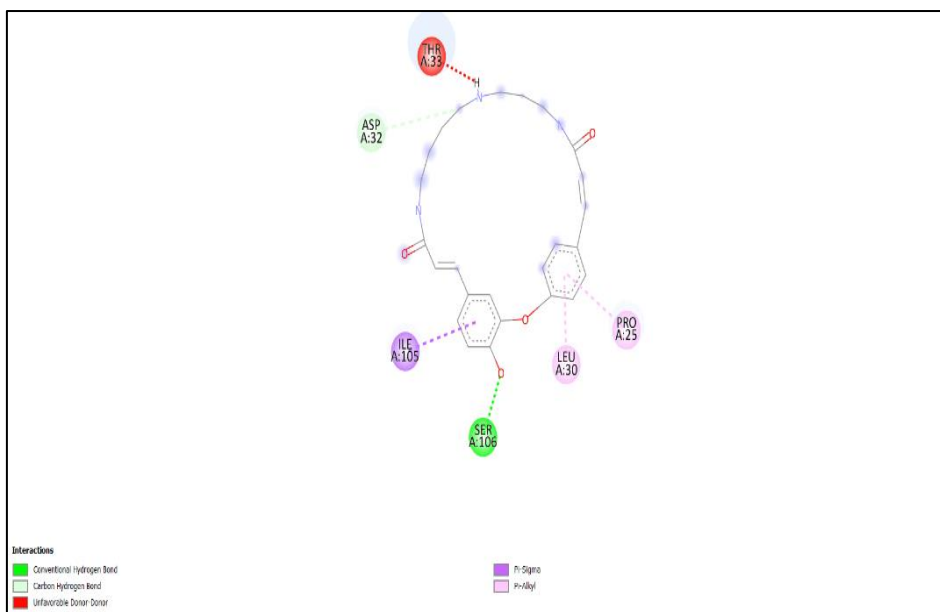 THR
A:33
H
N
N
ASP
A:32
O
N
O
O
ILE
A:105
O
LEU
A:30
PRO
A:25
SER
A:106
Interactions
Conventional Hydrogen Bond
Carbon Hydrogen Bond
Unfavorable Donor-Donor
Pi-Sigma
Pi-Alkyl